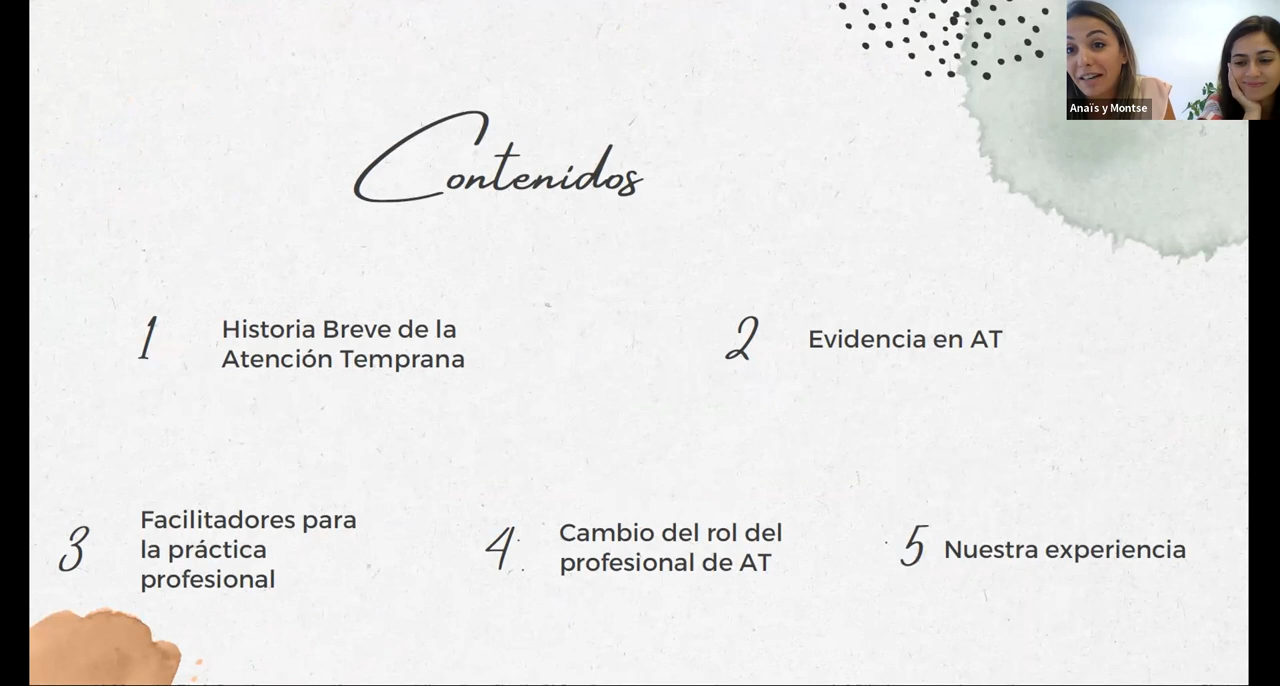 Anaïs y Montse
Contenidos
1
Historia Breve de la
Atención Temprana
2
Evidencia en AT
3
Facilitadores para
la práctica
profesional
4.
Cambio del rol del
profesional de AT
5
Nuestra experiencia